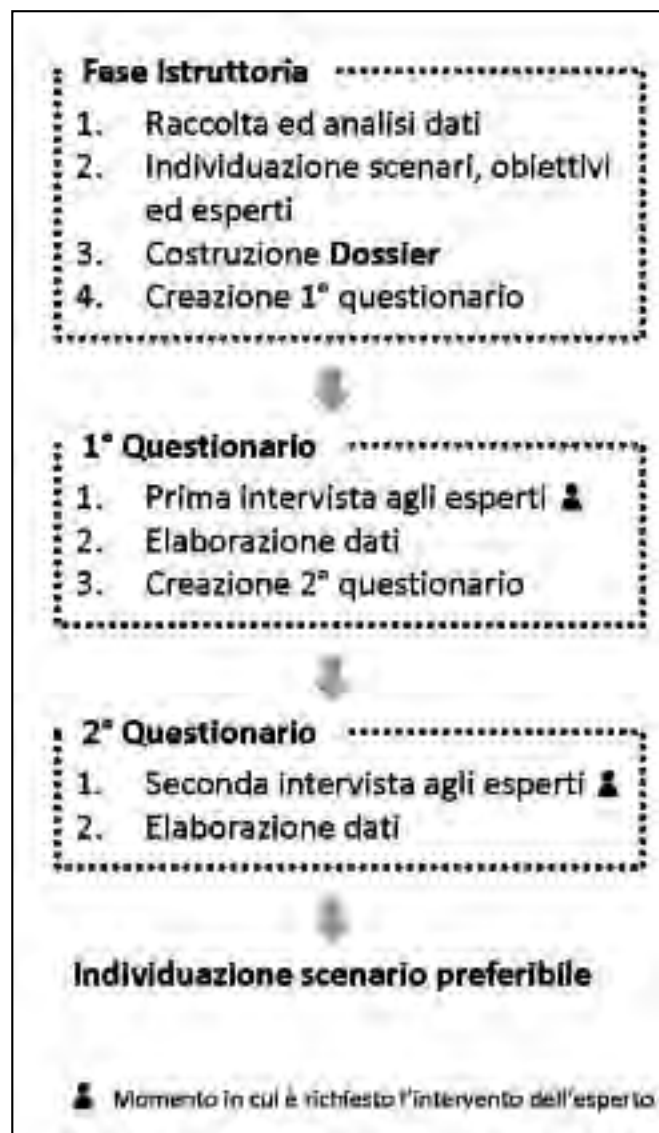 Fase Istruttoria
1. Raccolta ed analisi dati
2. Individuazione scenari, obiettivi
ed esperti
3. Costruzione Dossier
4. Creazione 1° questionario
1° Questionario
1. Prima intervista agli esperti
2. Elaborazione dati
3. Creazione 2° questionario
2° Questionario
1. Seconda intervista agli esperti
2. Elaborazione dati
Individuazione scenario preferibile
Momento in cui è richiesto l'intervento dell'esperto